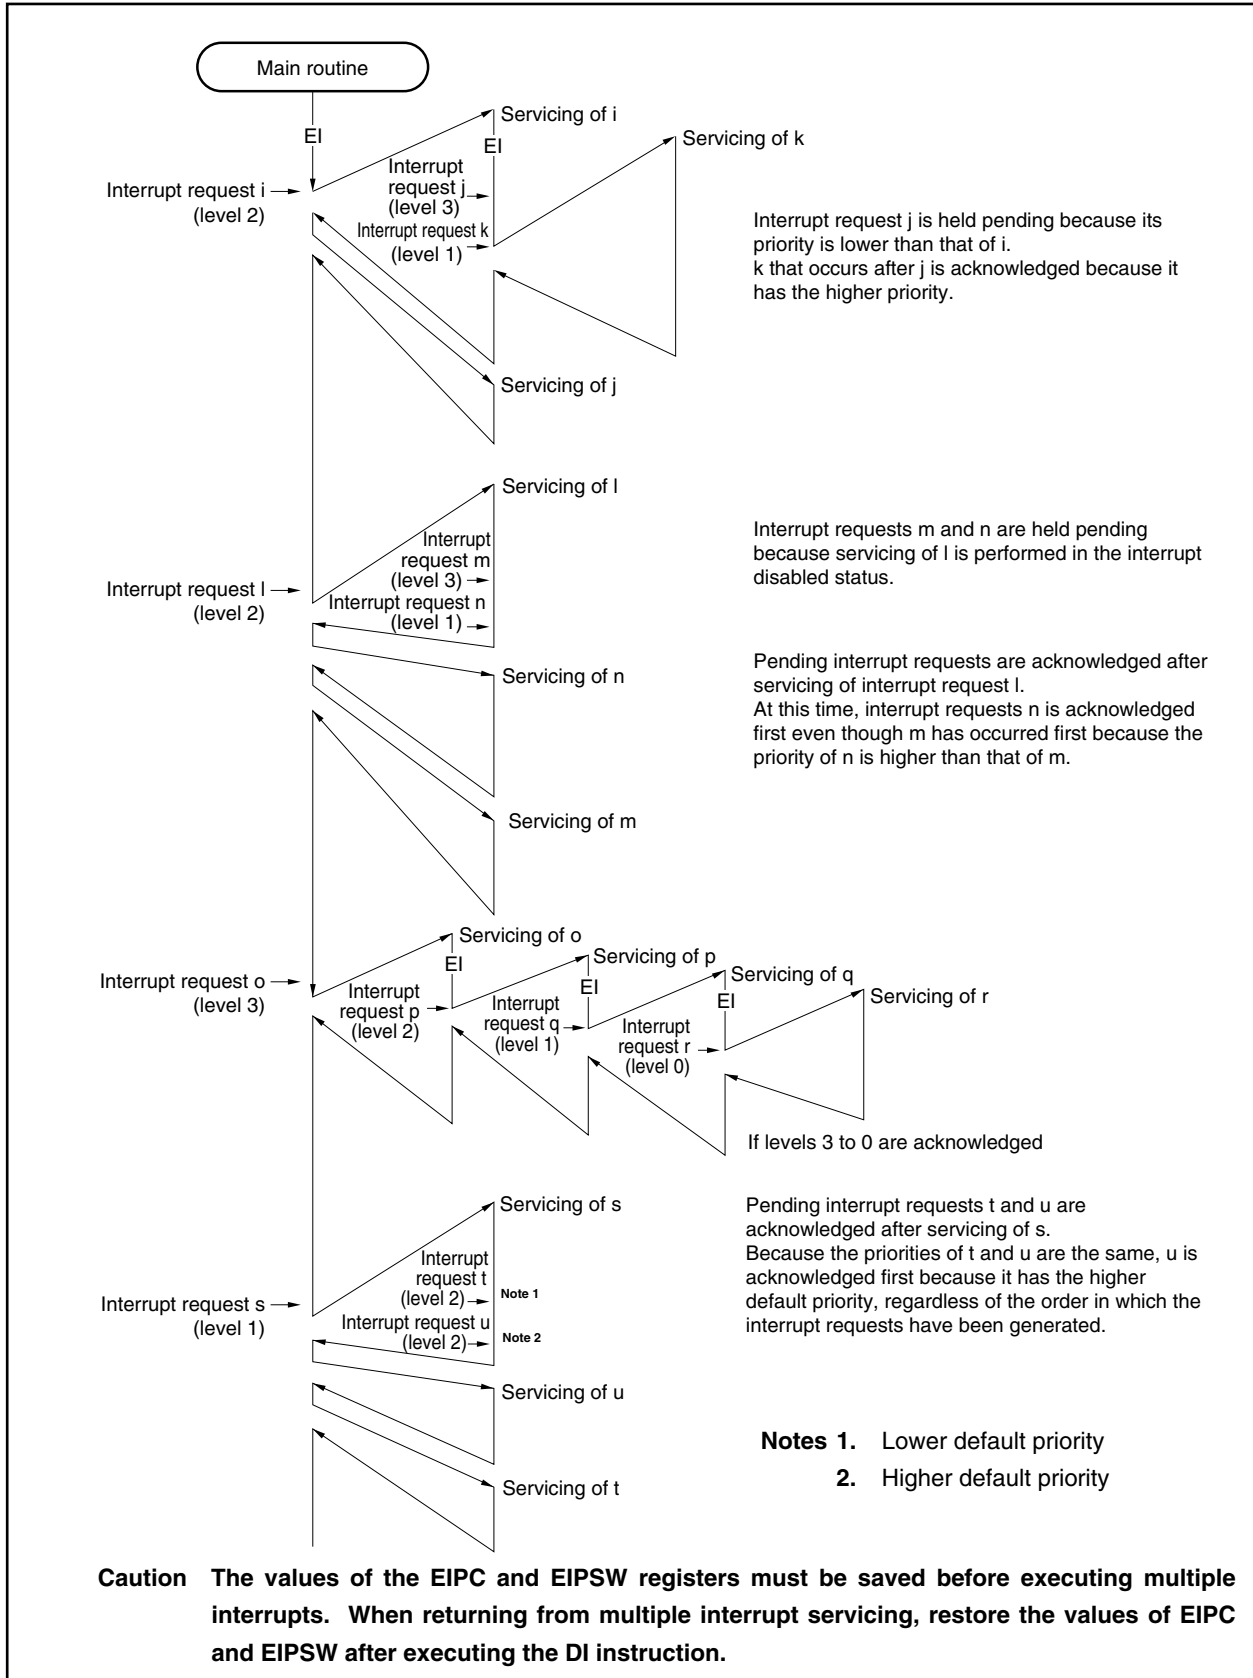 Main routine
EI
Servicing of i
EI
Servicing of k
Interrupt request i
(level 2)
Interrupt
request j
(level 3)
Interrupt request k
(level 1)
Interrupt request j is held pending because its
priority is lower than that of i.
k that occurs after j is acknowledged because it
has the higher priority.
Servicing of j
Servicing of l
Interrupt request l
(level 2)
Interrupt
request m
(level 3)
Interrupt request n
(level 1)
Interrupt requests m and n are held pending
because servicing of l is performed in the interrupt
disabled status.
Servicing of n
Pending interrupt requests are acknowledged after
servicing of interrupt request l.
At this time, interrupt requests n is acknowledged
first even though m has occurred first because the
priority of n is higher than that of m.
Servicing of m
Servicing of o
EI
Servicing of p
EI
Servicing of q
EI
Servicing of r
Interrupt request o
(level 3)
Interrupt
request p
(level 2)
Interrupt
request q
(level 1)
Interrupt
request r
(level 0)
If levels 3 to 0 are acknowledged
Servicing of s
Interrupt request s
(level 1)
Interrupt
request t
(level 2)
Note 1
Interrupt request u
(level 2)
Note 2
Pending interrupt requests t and u are
acknowledged after servicing of s.
Because the priorities of t and u are the same, u is
acknowledged first because it has the higher
default priority, regardless of the order in which the
interrupt requests have been generated.
Servicing of u
Servicing of t
Notes 1. Lower default priority
2. Higher default priority
Caution The values of the EIPC and EIPSW registers must be saved before executing multiple
interrupts. When returning from multiple interrupt servicing, restore the values of EIPC
and EIPSW after executing the DI instruction.